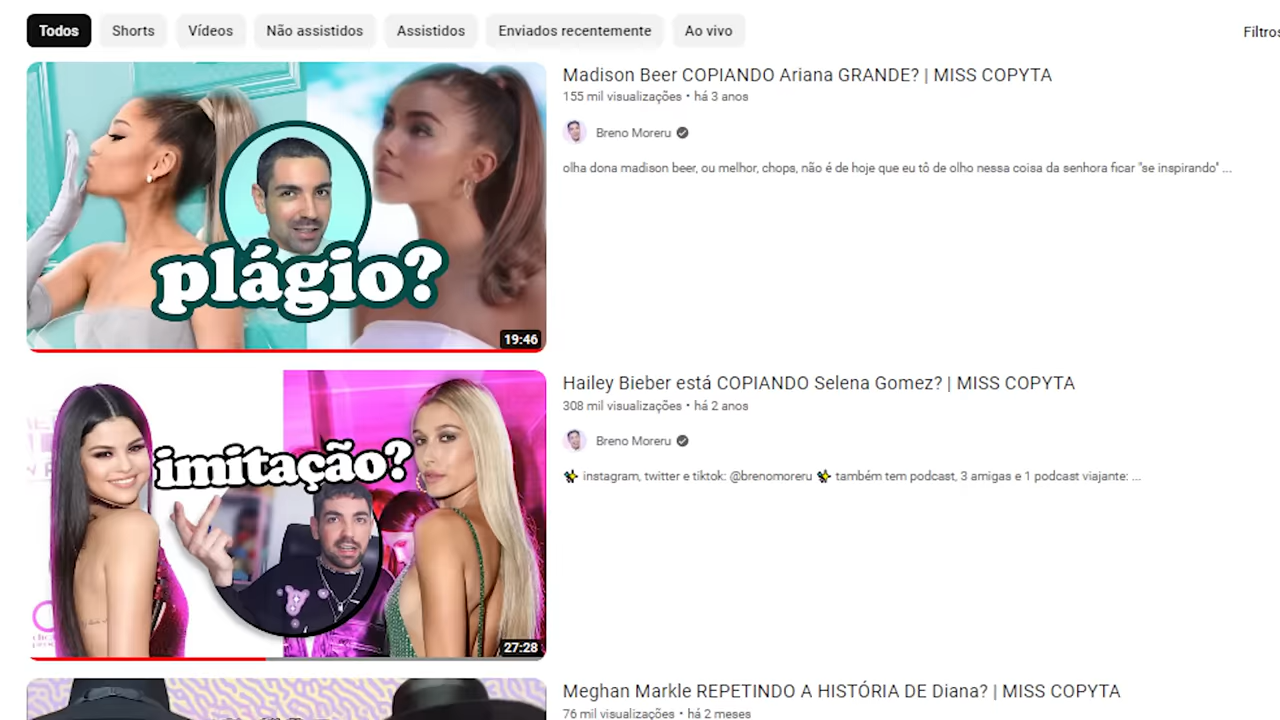 Todos Shorts Vídeos Não assistidos Assistidos Enviados recentemente Ao vivo Filtros
Madison Beer COPIANDO Ariana GRANDE? | MISS COPYTA
155 mil visualizações • há 3 anos
Breno Moreru
olha dona madison beer, ou melhor, chops, não é de hoje que eu tô de olho nessa coisa da senhora ficar "se inspirando" ...
plágio?
19:46
Hailey Bieber está COPIANDO Selena Gomez? | MISS COPYTA
308 mil visualizações • há 2 anos
Breno Moreru
instagram, twitter e tiktok: @brenomoreru também tem podcast, 3 amigas e 1 podcast viajante: ...
imitação?
27:28
Meghan Markle REPETINDO A HISTÓRIA DE Diana? | MISS COPYTA
76 mil visualizações • há 2 meses